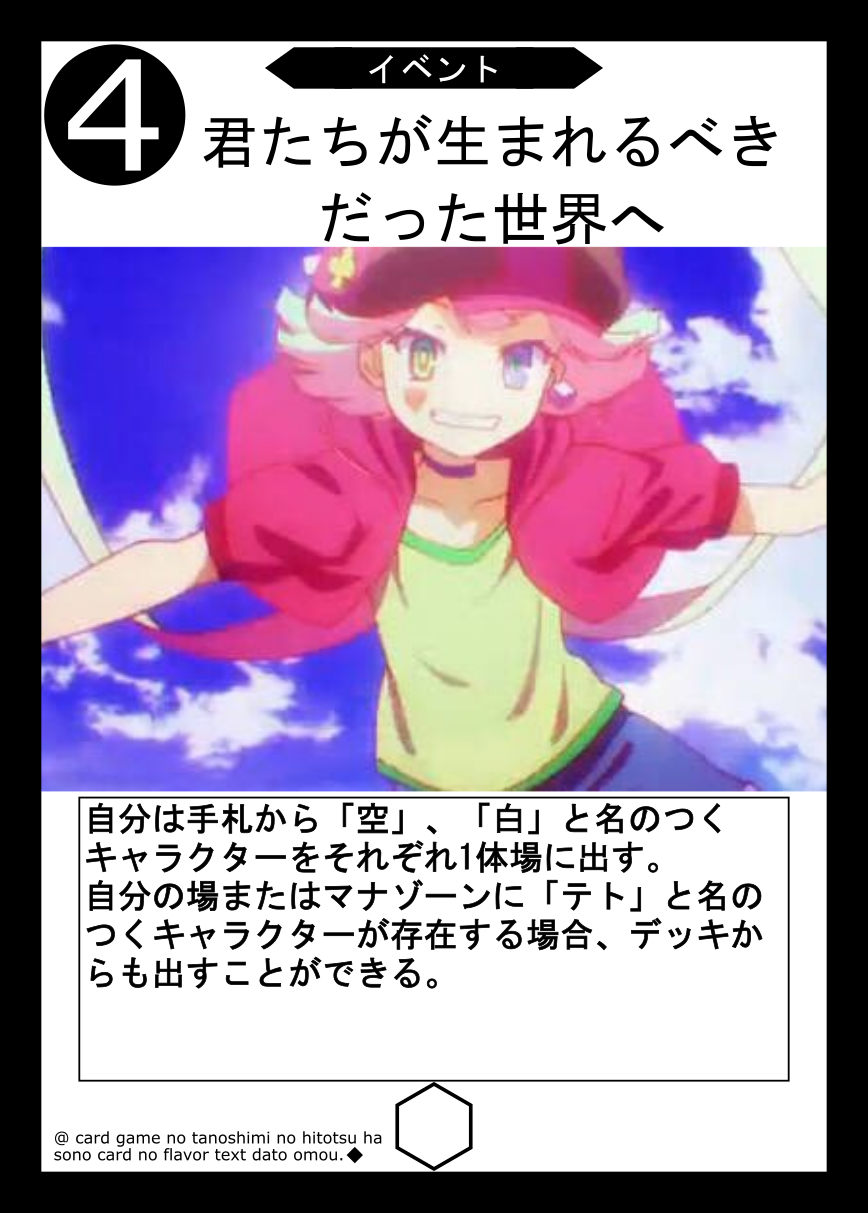 4
イベント
君たちが生まれるべき
だった世界へ
自分は手札から「空」、「白」と名のつく
キャラクターをそれぞれ1体場に出す。
自分の場またはマナゾーンに「テト」と名の
つくキャラクターが存在する場合、デッキか
らも出すことができる。
@ card game no tanoshimi no hitotsu ha
sono card no flavor text dato omou.◆